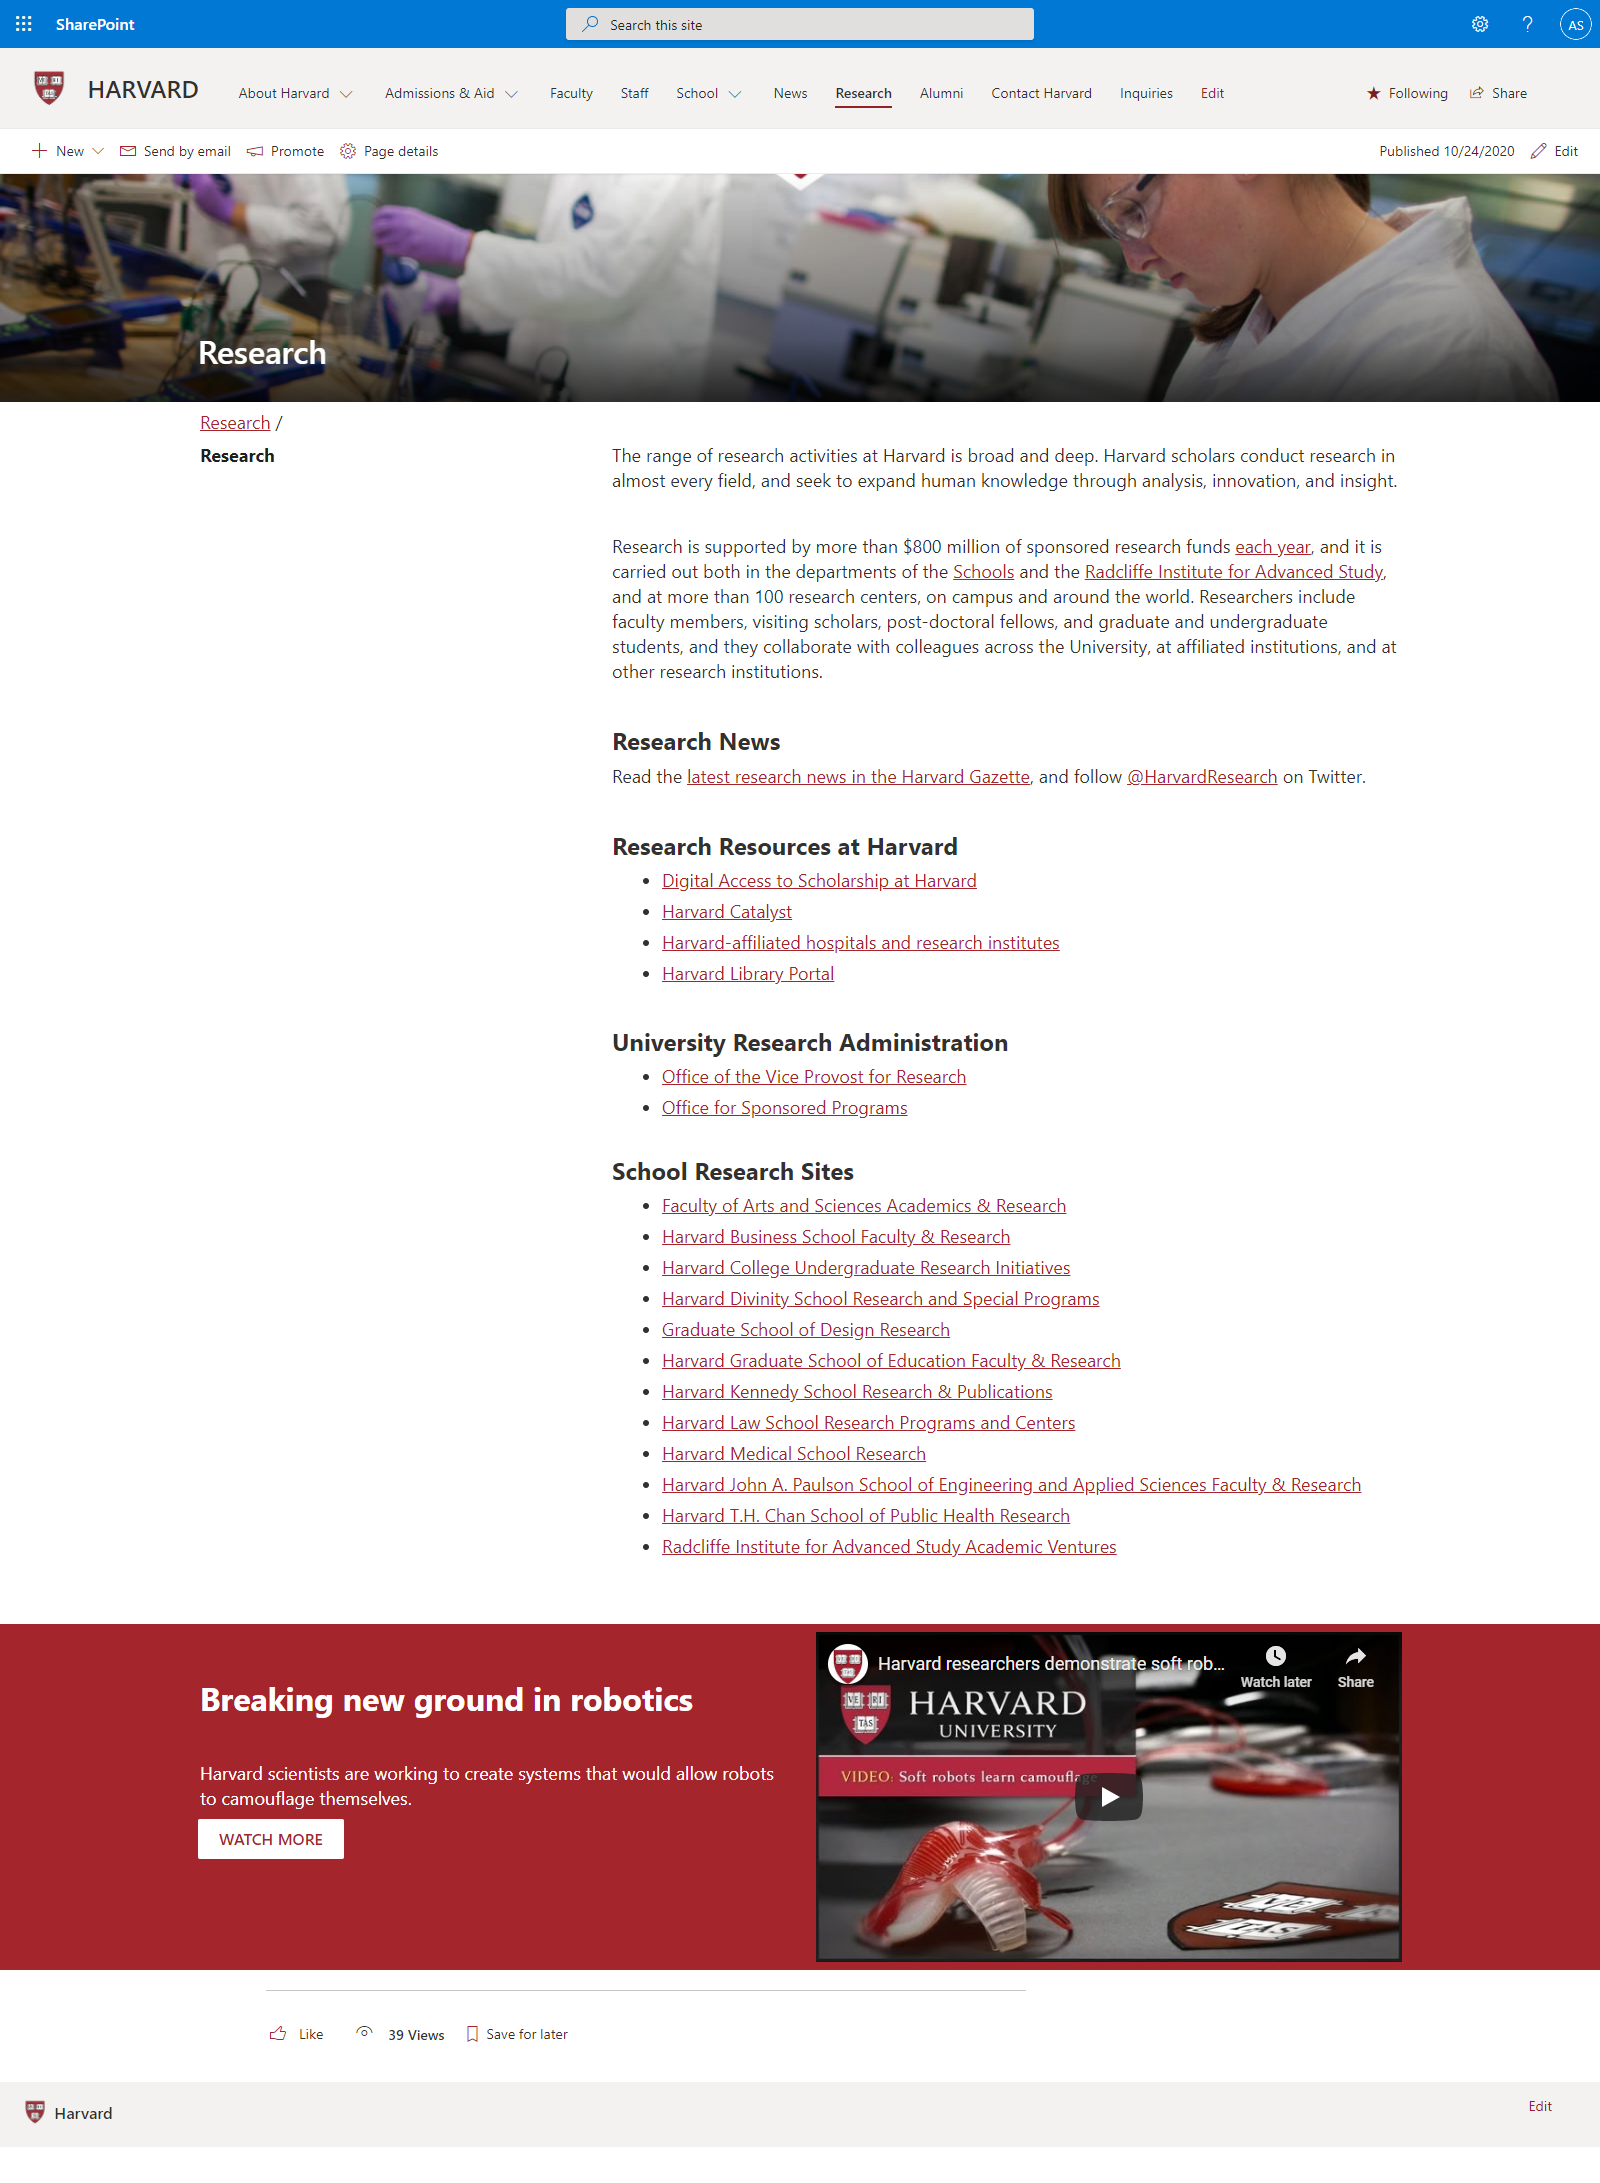 SharePoint
Search this site
AS
HARVARD
About Harvard
Admissions & Aid
Faculty
Staff
School
News
Research
Alumni
Contact Harvard
Inquiries
Edit
Following
Share
New
Send by email
Promote
Page details
Published 10/24/2020
Edit
Research
Research /
Research
The range of research activities at Harvard is broad and deep. Harvard scholars conduct research in
almost every field, and seek to expand human knowledge through analysis, innovation, and insight.
Research is supported by more than $800 million of sponsored research funds each year, and it is
carried out both in the departments of the Schools and the Radcliffe Institute for Advanced Study,
and at more than 100 research centers, on campus and around the world. Researchers include
faculty members, visiting scholars, post-doctoral fellows, and graduate and undergraduate
students, and they collaborate with colleagues across the University, at affiliated institutions, and at
other research institutions.
Research News
Read the latest research news in the Harvard Gazette, and follow @HarvardResearch on Twitter.
Research Resources at Harvard
• Digital Access to Scholarship at Harvard
• Harvard Catalyst
• Harvard-affiliated hospitals and research institutes
• Harvard Library Portal
University Research Administration
• Office of the Vice Provost for Research
• Office for Sponsored Programs
School Research Sites
• Faculty of Arts and Sciences Academics & Research
• Harvard Business School Faculty & Research
• Harvard College Undergraduate Research Initiatives
• Harvard Divinity School Research and Special Programs
• Graduate School of Design Research
• Harvard Graduate School of Education Faculty & Research
• Harvard Kennedy School Research & Publications
• Harvard Law School Research Programs and Centers
• Harvard Medical School Research
• Harvard John A. Paulson School of Engineering and Applied Sciences Faculty & Research
• Harvard T.H. Chan School of Public Health Research
• Radcliffe Institute for Advanced Study Academic Ventures
Breaking new ground in robotics
Harvard scientists are working to create systems that would allow robots
to camouflage themselves.
WATCH MORE
Harvard researchers demonstrate soft rob...
Watch later
Share
VE RI
TAS
HARVARD
UNIVERSITY
VIDEO: Soft robots learn camouflage
VE
TAS
Like
39 Views
Save for later
Harvard
Edit